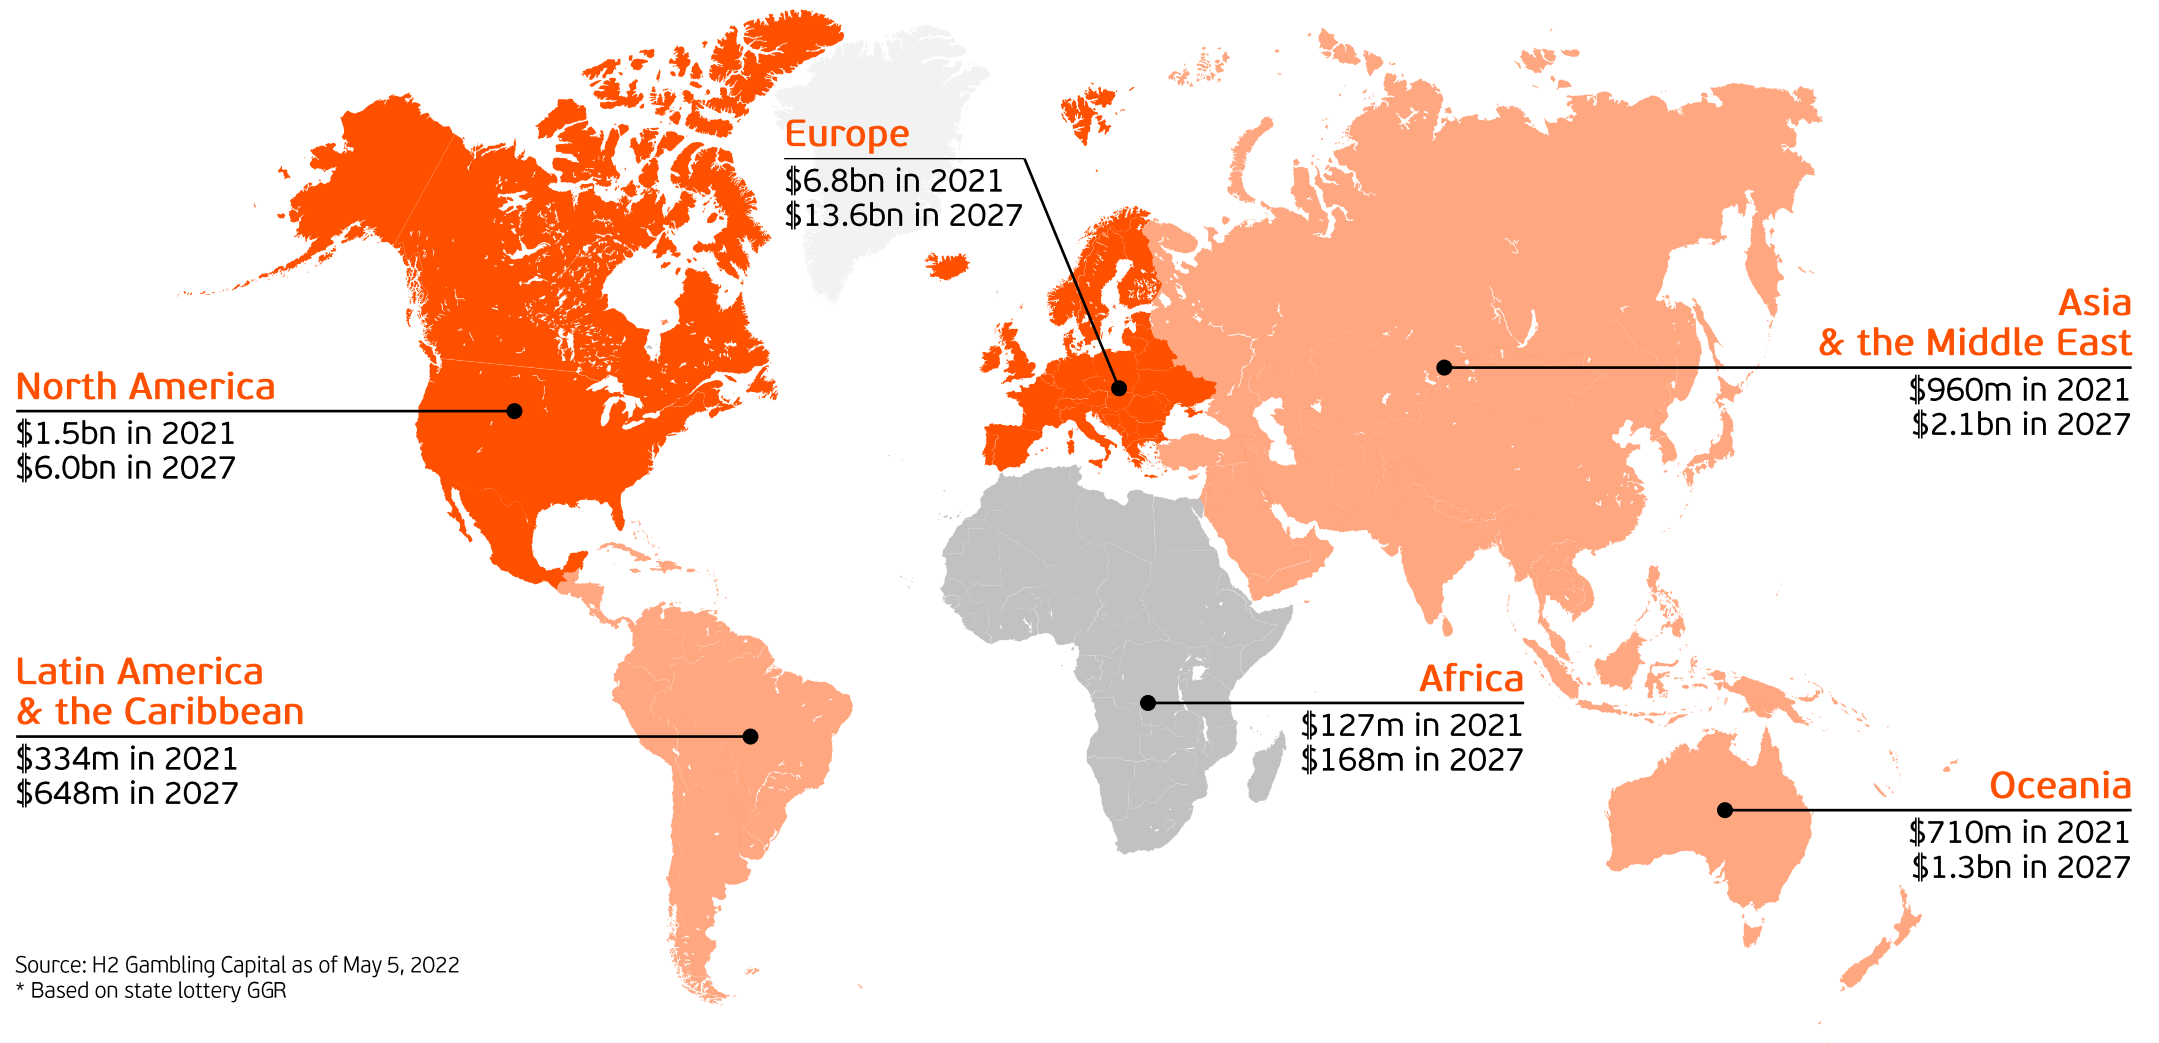 Europe
$6.8bn in 2021
$13.6bn in 2027
Asia
& the Middle East
$960m in 2021
$2.1bn in 2027
North America
$1.5bn in 2021
$6.0bn in 2027
Latin America
& the Caribbean
$334m in 2021
$648m in 2027
Africa
$127m in 2021
$168m in 2027
Oceania
$710m in 2021
$1.3bn in 2027
Source: H2 Gambling Capital as of May 5, 2022
* Based on state lottery GGR